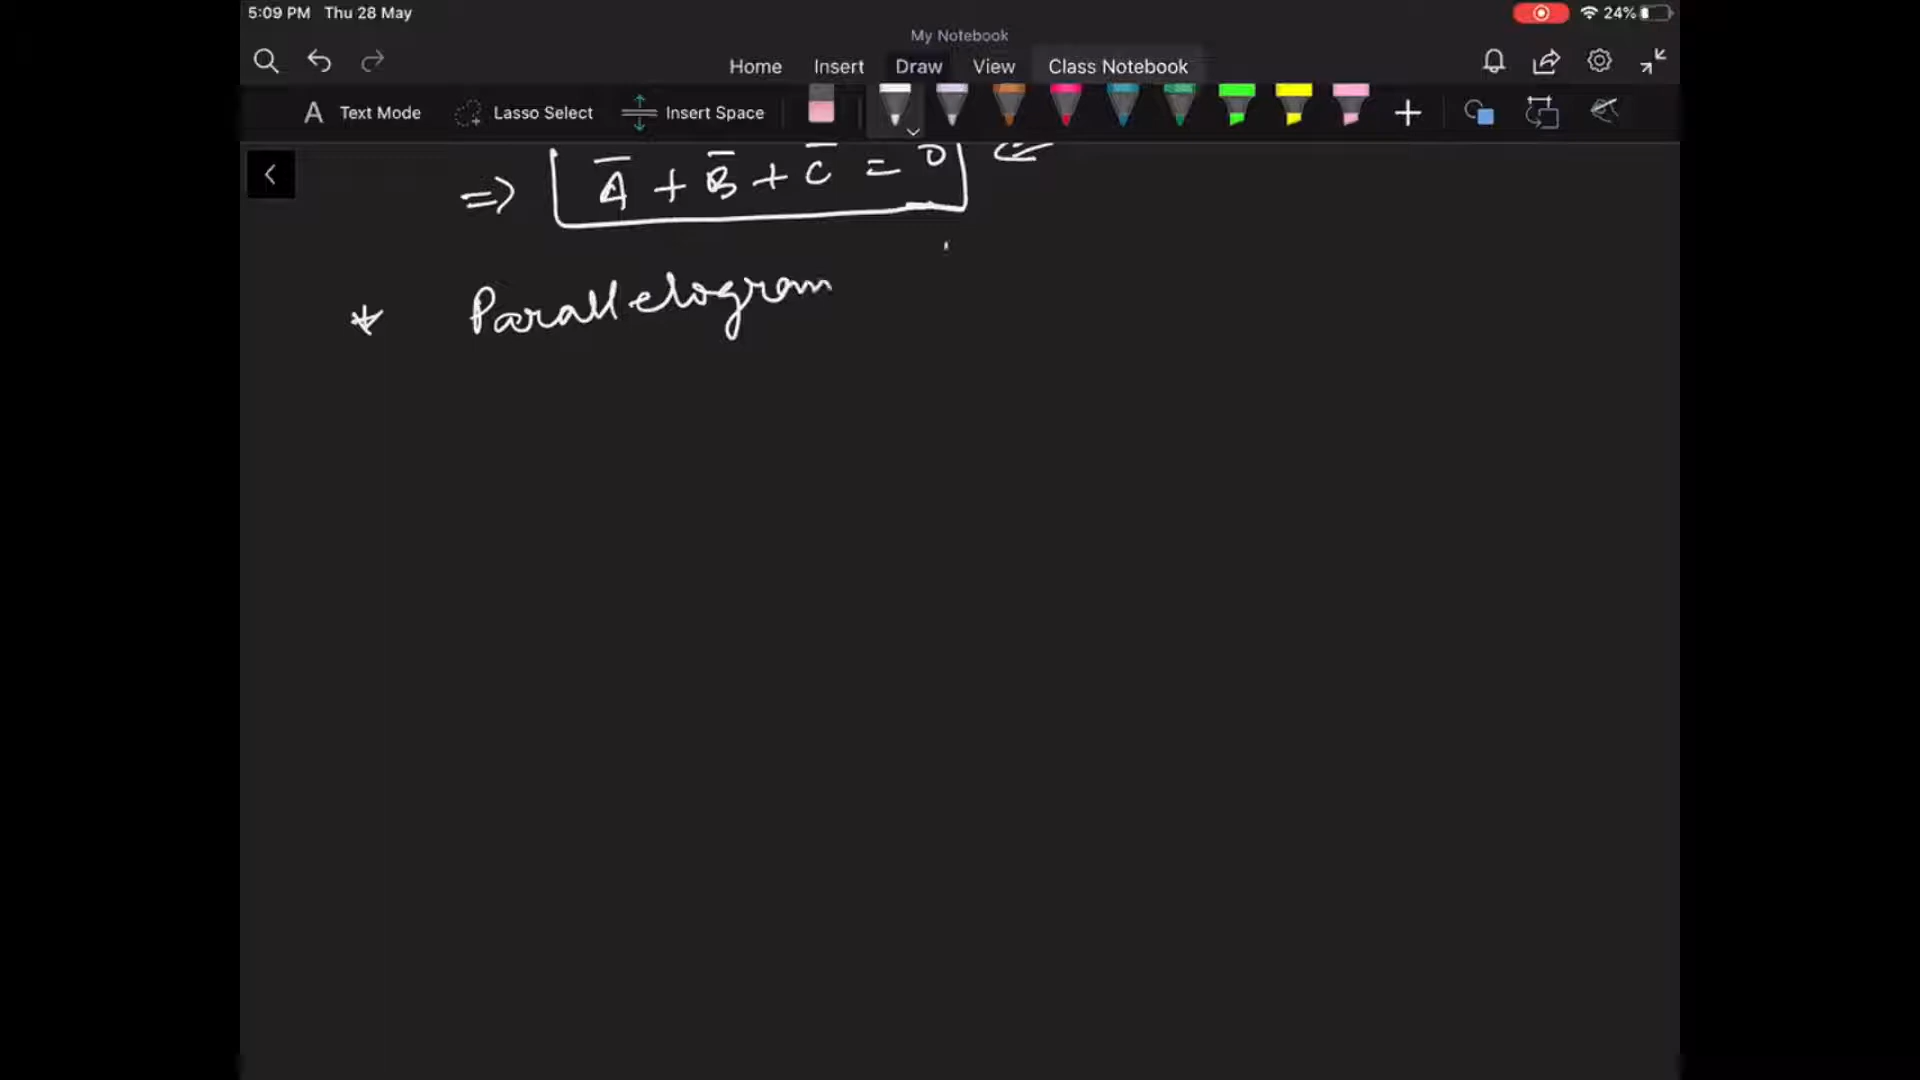 5:09 PM Thu 28 May
24%
My Notebook
Home Insert Draw View Class Notebook
A Text Mode Lasso Select Insert Space
=> A̅ + B̅ + C̅ = 0
* Parallelogram